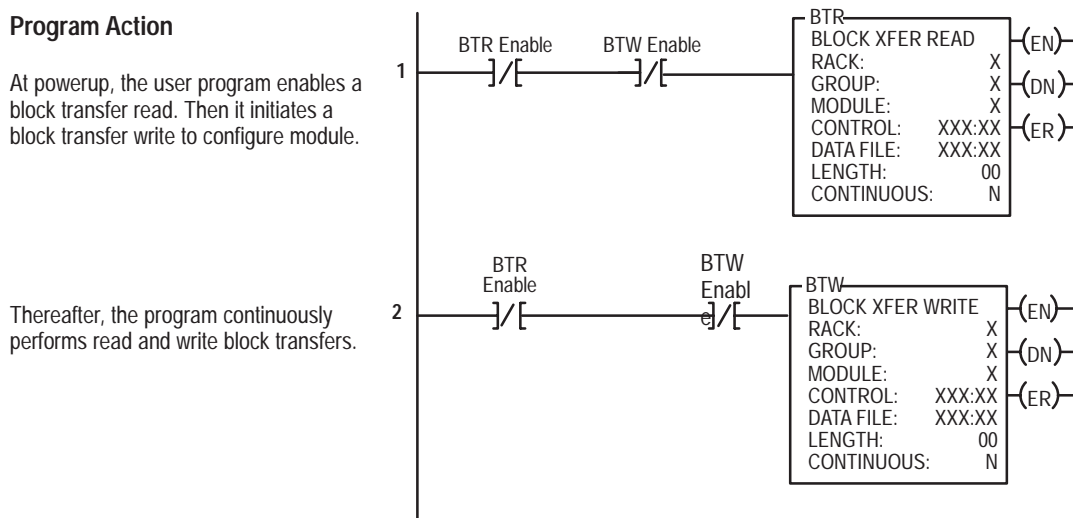 Program Action
At powerup, the user program enables a
block transfer read. Then it initiates a
block transfer write to configure module.
1
BTR Enable
BTW Enable
BTR
BLOCK XFER READ
RACK: X
GROUP: X
MODULE: X
CONTROL: XXX:XX
DATA FILE: XXX:XX
LENGTH: 00
CONTINUOUS: N
EN
DN
ER
Thereafter, the program continuously
performs read and write block transfers.
2
BTR
Enable
BTW
Enabl
e
BTW
BLOCK XFER WRITE
RACK: X
GROUP: X
MODULE: X
CONTROL: XXX:XX
DATA FILE: XXX:XX
LENGTH: 00
CONTINUOUS: N
EN
DN
ER